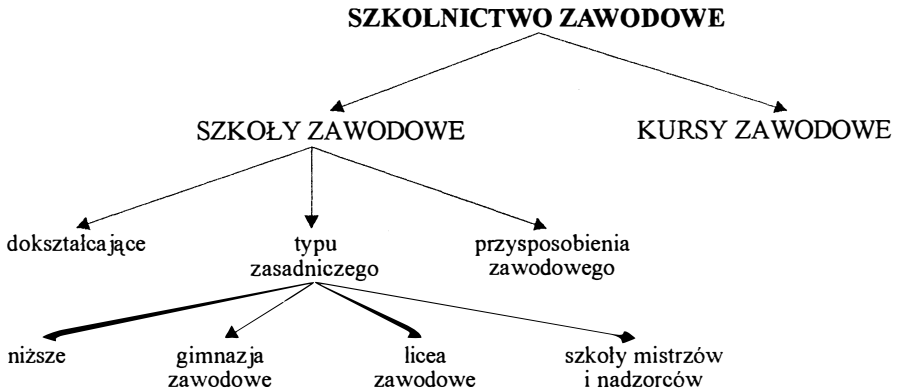 SZKOLNICTWO ZAWODOWE
SZKOŁY ZAWODOWE
KURSY ZAWODOWE
dokształcające
typu
zasadniczego
przysposobienia
zawodowego
niższe
gimnazja
zawodowe
licea
zawodowe
szkoły mistrzów
i nadzorców